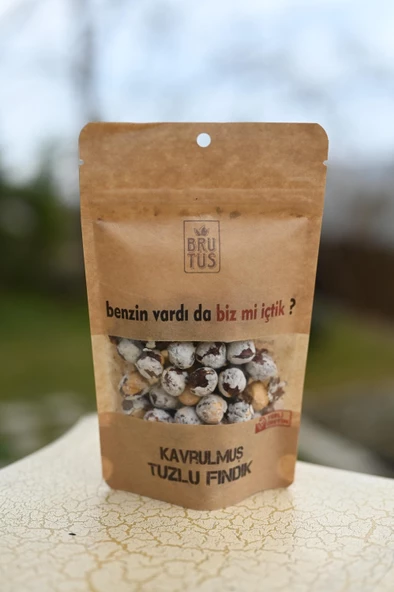 BRU
TUS
benzin vardı da biz mi içtik ?
KAVRULMUŞ
TUZLU FINDIK